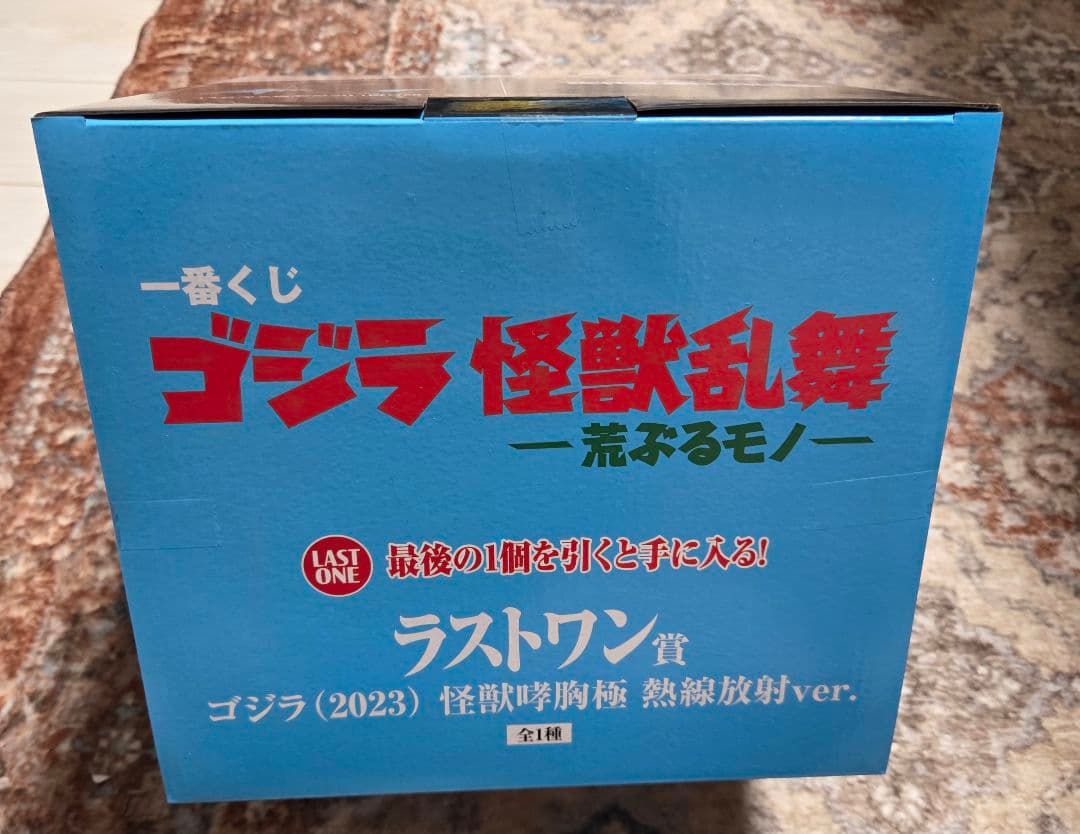 一番くじ
ゴジラ 怪獣乱舞
ー荒ぶるモノー
LAST
ONE
最後の1個を引くと手に入る!
ラストワン賞
ゴジラ(2023) 怪獣哮胸極 熱線放射ver.
全1種